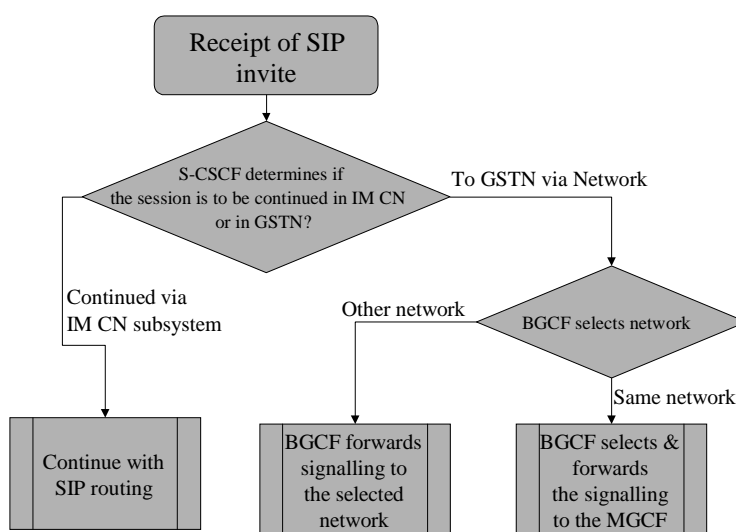 Receipt of SIP
invite
S-CSCF determines if
the session is to be continued in IM CN
or in GSTN?
To GSTN via Network
Continued via
IM CN subsystem
Other network
BGCF selects network
Same network
Continue with
SIP routing
BGCF forwards
signalling to
the selected
network
BGCF selects &
forwards
the signalling
to the MGCF